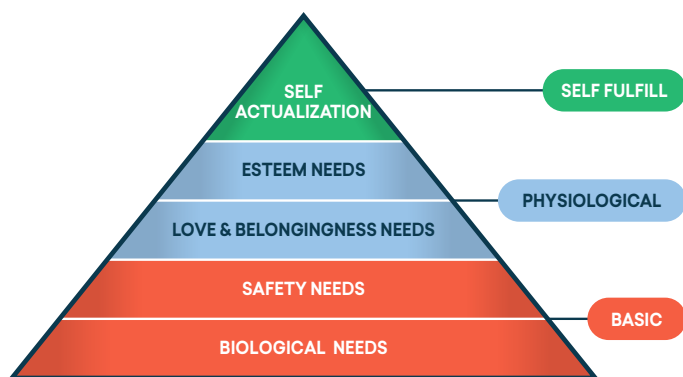 SELF
ACTUALIZATION
SELF FULFILL
ESTEEM NEEDS
PHYSIOLOGICAL
LOVE & BELONGINGNESS NEEDS
SAFETY NEEDS
BASIC
BIOLOGICAL NEEDS